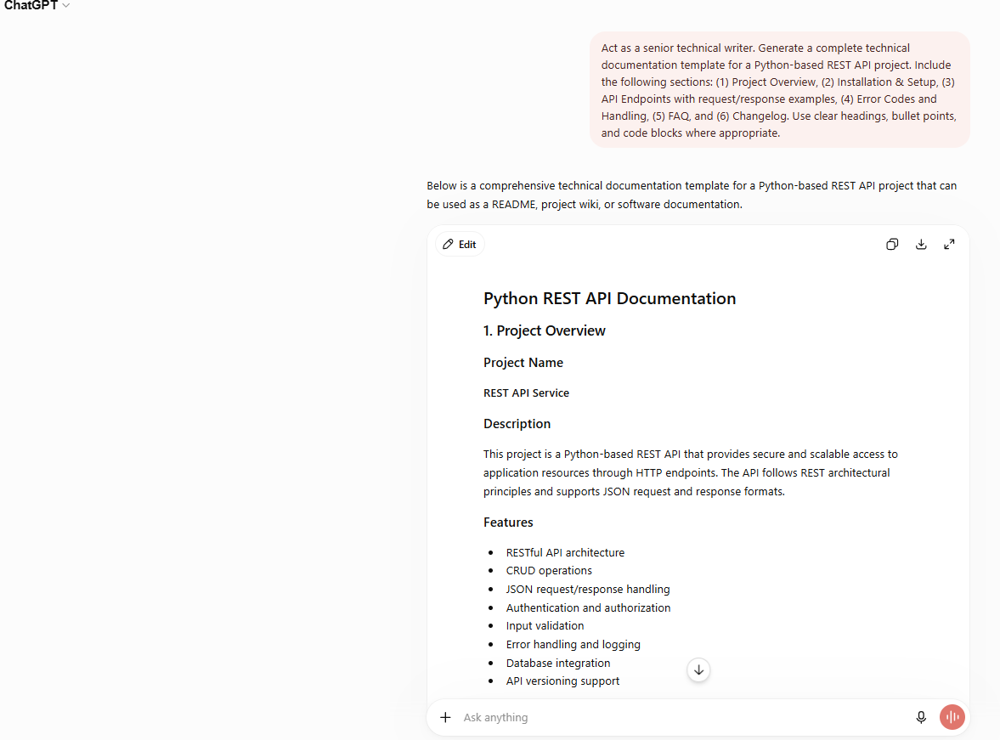 ChatGPT
Act as a senior technical writer. Generate a complete technical
documentation template for a Python-based REST API project. Include
the following sections: (1) Project Overview, (2) Installation & Setup, (3)
API Endpoints with request/response examples, (4) Error Codes and
Handling, (5) FAQ, and (6) Changelog. Use clear headings, bullet points,
and code blocks where appropriate.
Below is a comprehensive technical documentation template for a Python-based REST API project that can
be used as a README, project wiki, or software documentation.
Edit
Python REST API Documentation
1. Project Overview
Project Name
REST API Service
Description
This project is a Python-based REST API that provides secure and scalable access to
application resources through HTTP endpoints. The API follows REST architectural
principles and supports JSON request and response formats.
Features
• RESTful API architecture
• CRUD operations
• JSON request/response handling
• Authentication and authorization
• Input validation
• Error handling and logging
• Database integration
• API versioning support
Ask anything